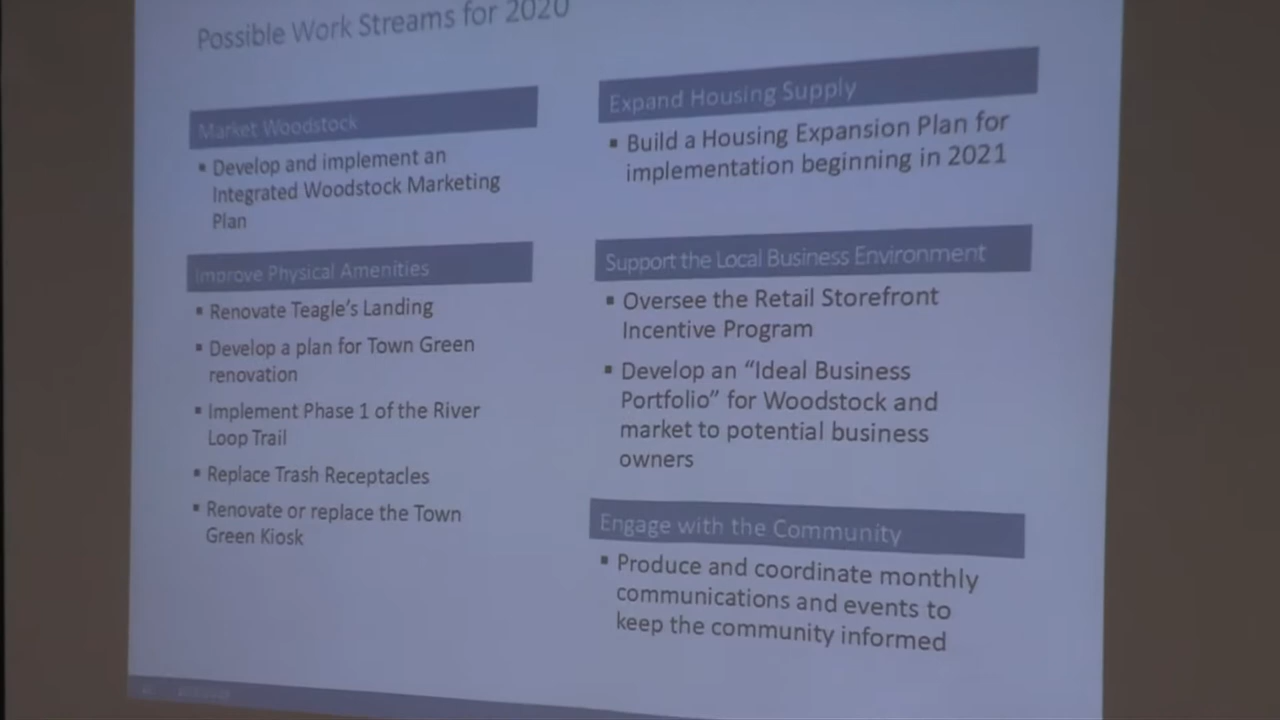 Possible Work Streams for 2020
Market Woodstock
▪ Develop and implement an
Integrated Woodstock Marketing
Plan
Improve Physical Amenities
▪ Renovate Teagle’s Landing
▪ Develop a plan for Town Green
renovation
▪ Implement Phase 1 of the River
Loop Trail
▪ Replace Trash Receptacles
▪ Renovate or replace the Town
Green Kiosk
Expand Housing Supply
▪ Build a Housing Expansion Plan for
implementation beginning in 2021
Support the Local Business Environment
▪ Oversee the Retail Storefront
Incentive Program
▪ Develop an “Ideal Business
Portfolio” for Woodstock and
market to potential business
owners
Engage with the Community
▪ Produce and coordinate monthly
communications and events to
keep the community informed